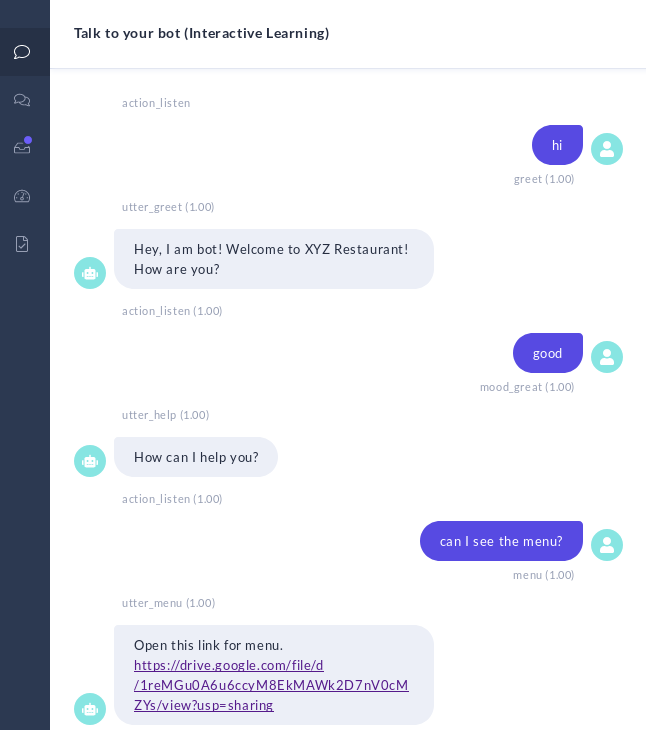 Talk to your bot (Interactive Learning)
action_listen
hi
greet (1.00)
utter_greet (1.00)
Hey, I am bot! Welcome to XYZ Restaurant!
How are you?
action_listen (1.00)
good
mood_great (1.00)
utter_help (1.00)
How can I help you?
action_listen (1.00)
can I see the menu?
menu (1.00)
utter_menu (1.00)
Open this link for menu.
https://drive.google.com/file/d
/1reMGu0A6u6ccyM8EkMAWk2D7nV0cM
ZYs/view?usp=sharing